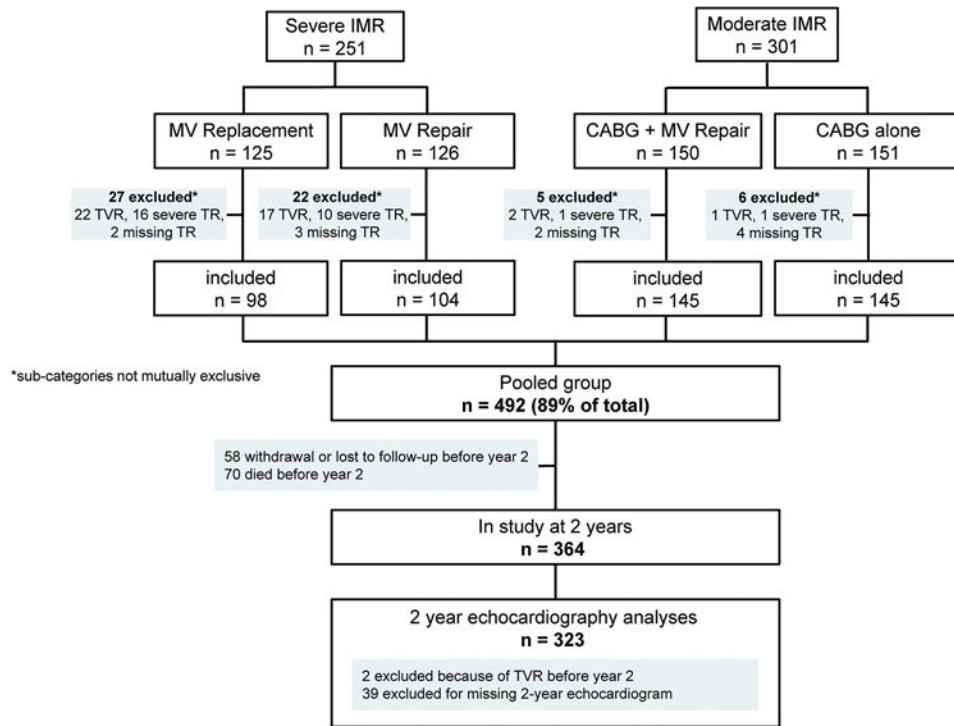 Severe IMR
n = 251
Moderate IMR
n = 301
MV Replacement
n = 125
MV Repair
n = 126
CABG + MV Repair
n = 150
CABG alone
n = 151
27 excluded*
22 TVR, 16 severe TR,
2 missing TR
22 excluded*
17 TVR, 10 severe TR,
3 missing TR
5 excluded*
2 TVR, 1 severe TR,
2 missing TR
6 excluded*
1 TVR, 1 severe TR,
4 missing TR
included
n = 98
included
n = 104
included
n = 145
included
n = 145
*sub-categories not mutually exclusive
Pooled group
n = 492 (89% of total)
58 withdrawal or lost to follow-up before year 2
70 died before year 2
In study at 2 years
n = 364
2 year echocardiography analyses
n = 323
2 excluded because of TVR before year 2
39 excluded for missing 2-year echocardiogram